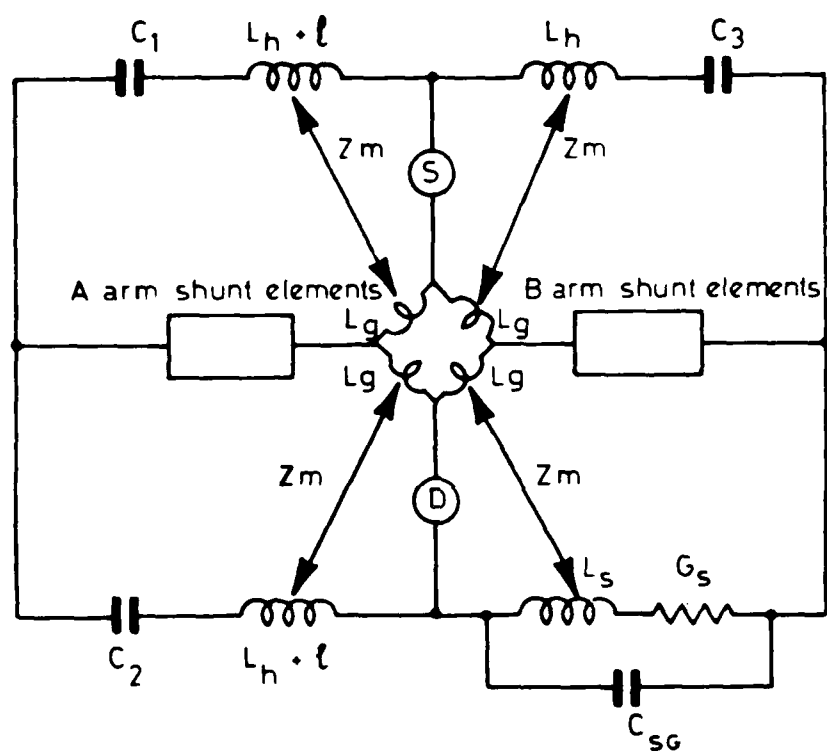 C1
Lh + l
Lh
C3
Zm
Zm
S
A arm shunt elements
B arm shunt elements
Lg
Lg
Lg
Lg
Zm
Zm
D
Ls
Gs
C2
Lh + l
CSG